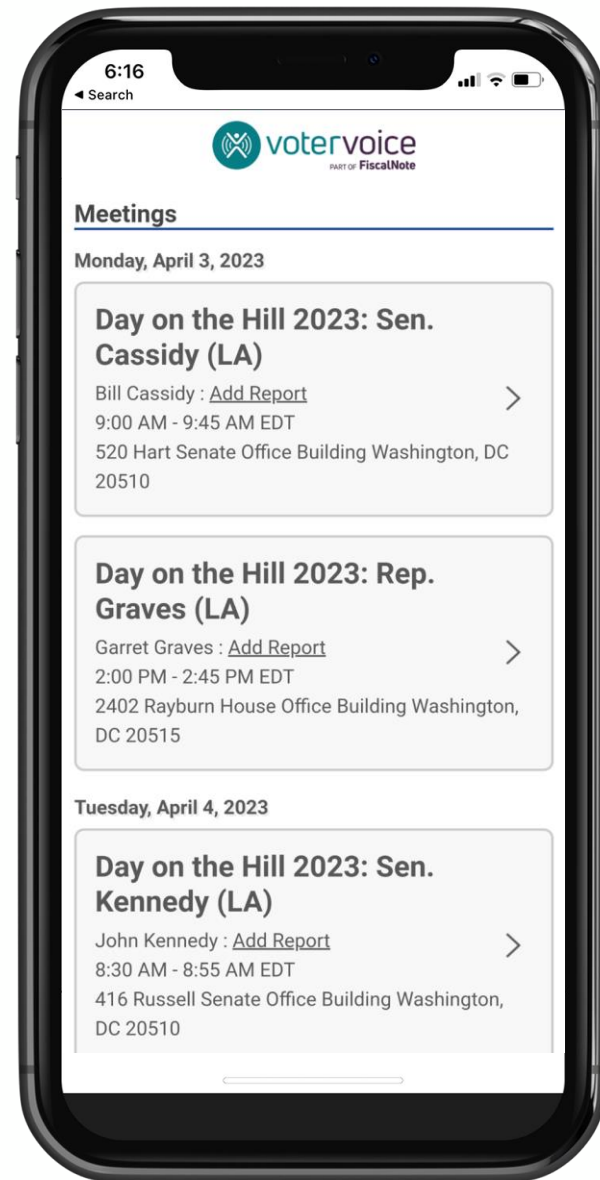 6:16
◄ Search
votervoice
PART OF FiscalNote
Meetings
Monday, April 3, 2023
Day on the Hill 2023: Sen.
Cassidy (LA)
Bill Cassidy : Add Report
9:00 AM - 9:45 AM EDT
520 Hart Senate Office Building Washington, DC
20510
Day on the Hill 2023: Rep.
Graves (LA)
Garret Graves : Add Report
2:00 PM - 2:45 PM EDT
2402 Rayburn House Office Building Washington,
DC 20515
Tuesday, April 4, 2023
Day on the Hill 2023: Sen.
Kennedy (LA)
John Kennedy : Add Report
8:30 AM - 8:55 AM EDT
416 Russell Senate Office Building Washington,
DC 20510